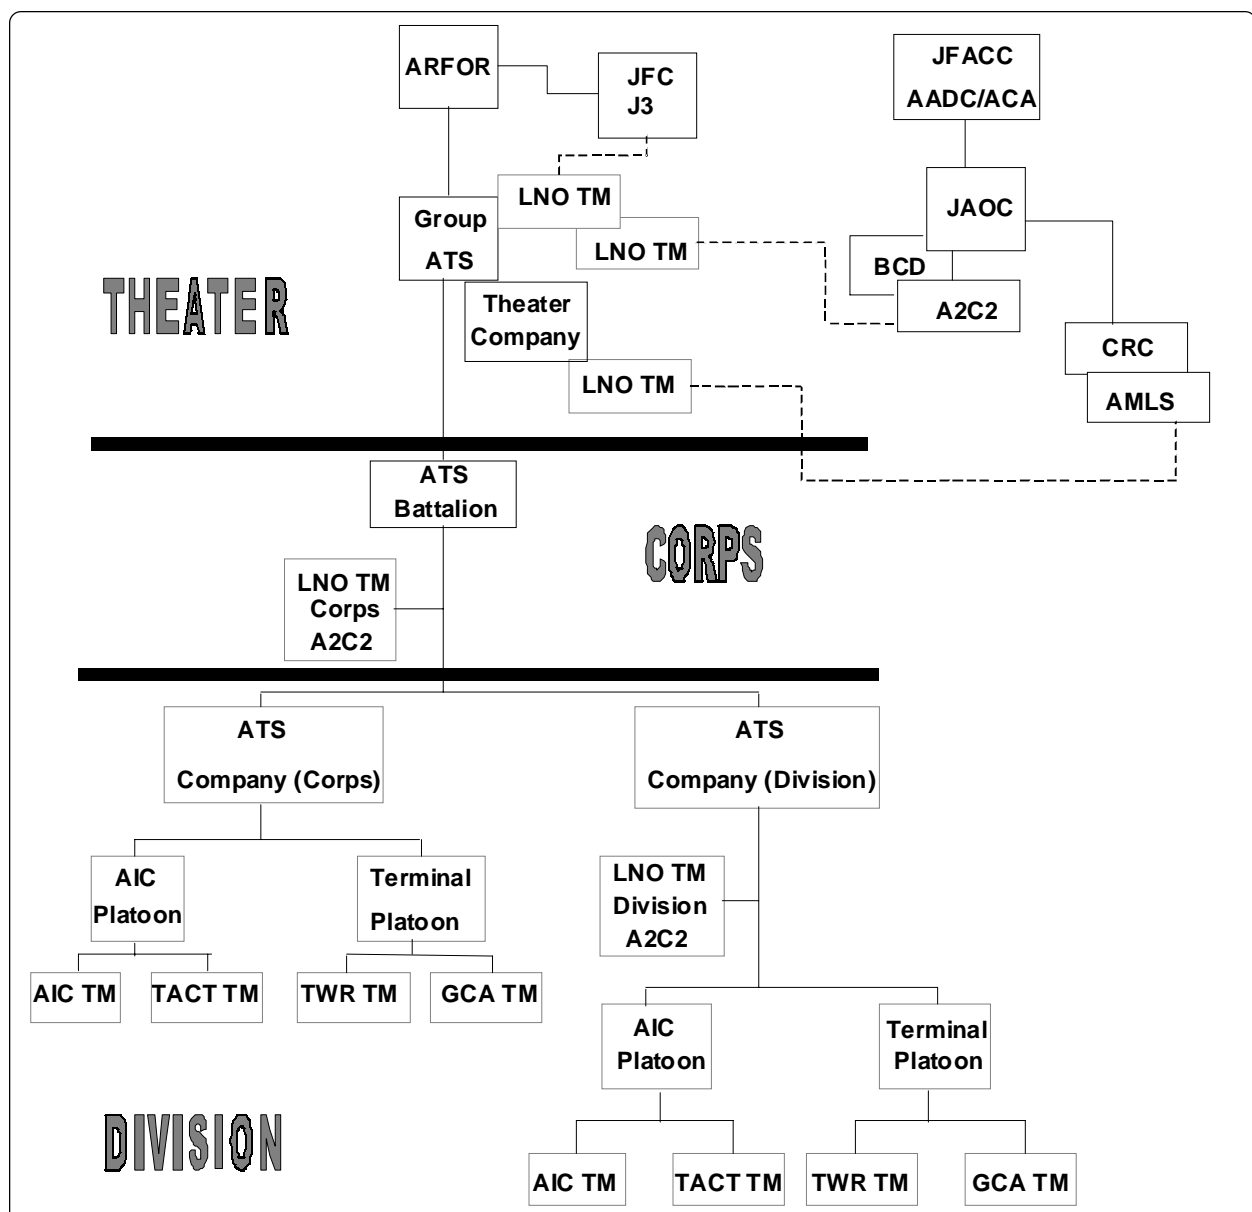 ARFOR
JFC
J3
JFACC
AADC/ACA
LNO TM
JAOC
Group
ATS
LNO TM
BCD
A2C2
THEATER
Theater
Company
CRC
LNO TM
AMLS
ATS
Battalion
CORPS
LNO TM
Corps
A2C2
ATS
Company (Corps)
ATS
Company (Division)
AIC
Platoon
Terminal
Platoon
LNO TM
Division
A2C2
AIC TM
TACT TM
TWR TM
GCA TM
AIC
Platoon
Terminal
Platoon
DIVISION
AIC TM
TACT TM
TWR TM
GCA TM